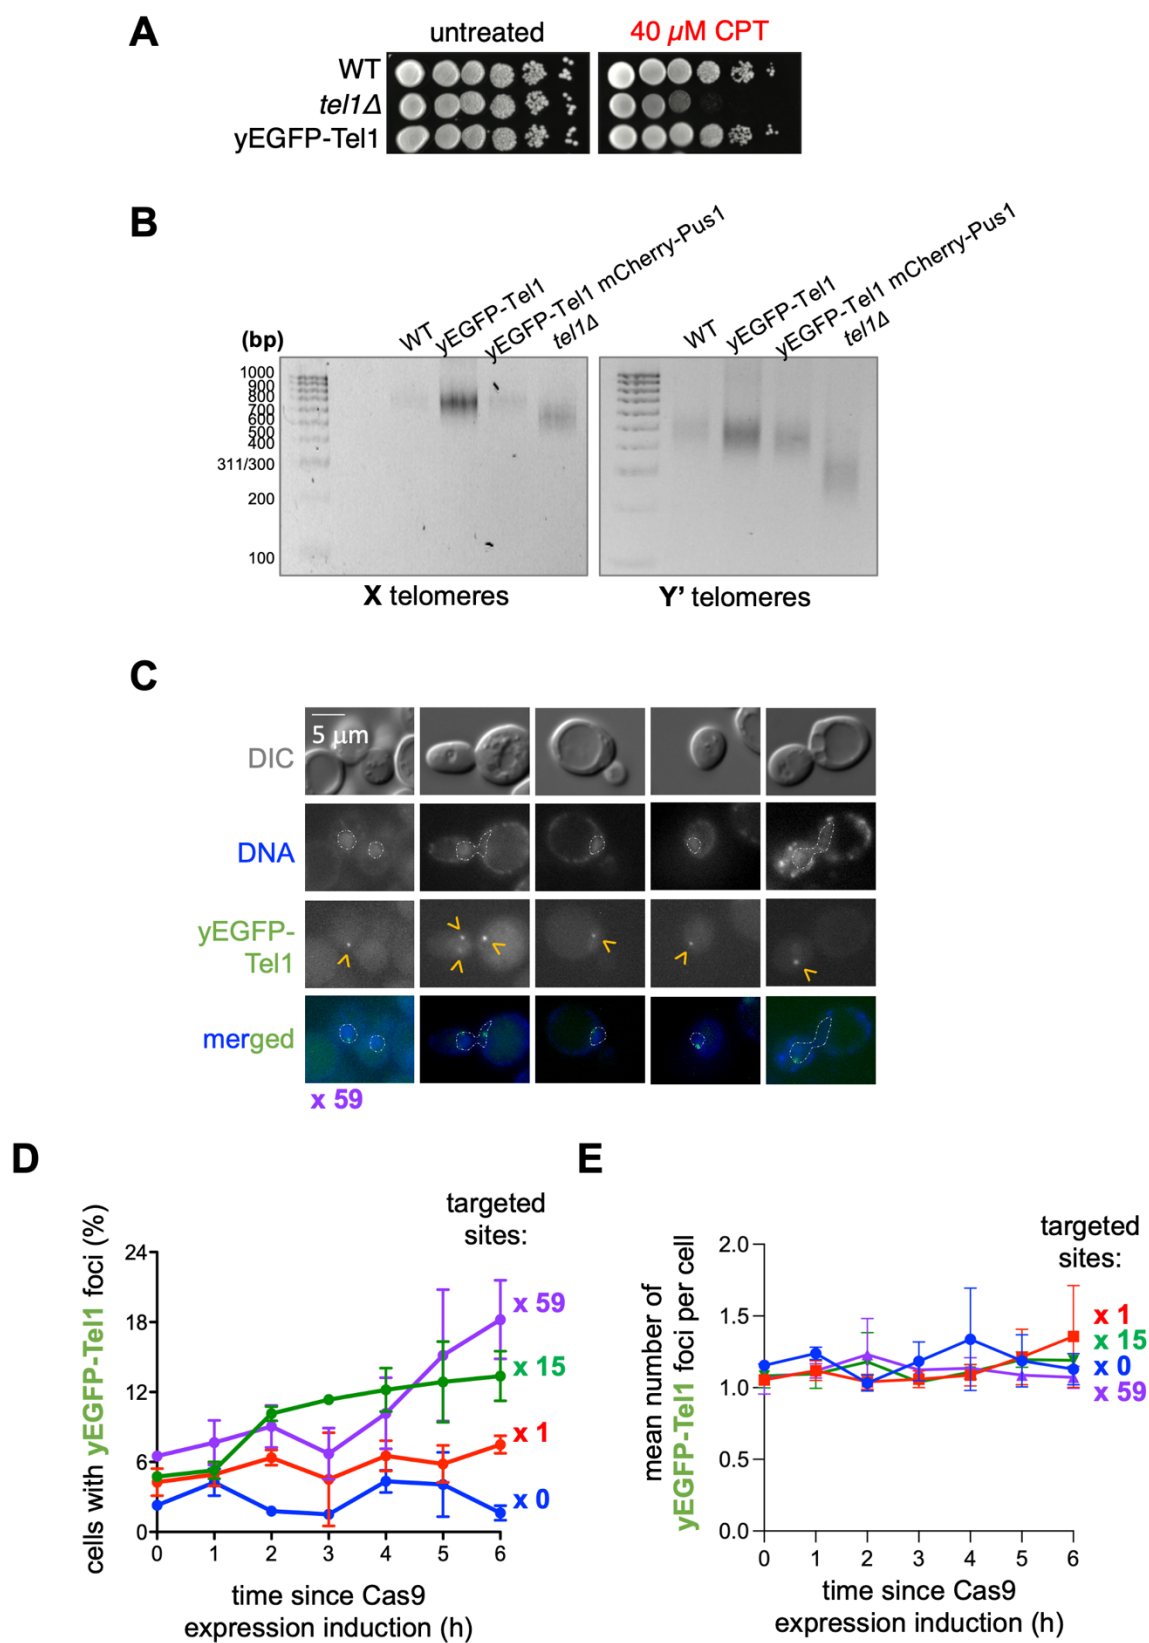 A
untreated
40 µM CPT
WT
tel1Δ
yEGFP-Tel1
B
(bp)
WT
yEGFP-Tel1
yEGFP-Tel1 mCherry-Pus1
tel1Δ
WT
yEGFP-Tel1
yEGFP-Tel1 mCherry-Pus1
tel1Δ
1000
900
800
700
600
500
400
311/300
200
100
X telomeres
Y' telomeres
C
5 µm
DIC
DNA
yEGFP-
Tel1
merged
x 59
D
cells with yEGFP-Tel1 foci (%)
24
18
12
6
0
0 1 2 3 4 5 6
time since Cas9
expression induction (h)
targeted
sites:
x 59
x 15
x 1
x 0
E
mean number of
yEGFP-Tel1 foci per cell
2.0
1.5
1.0
0.5
0.0
0 1 2 3 4 5 6
time since Cas9
expression induction (h)
targeted
sites:
x 1
x 15
x 0
x 59